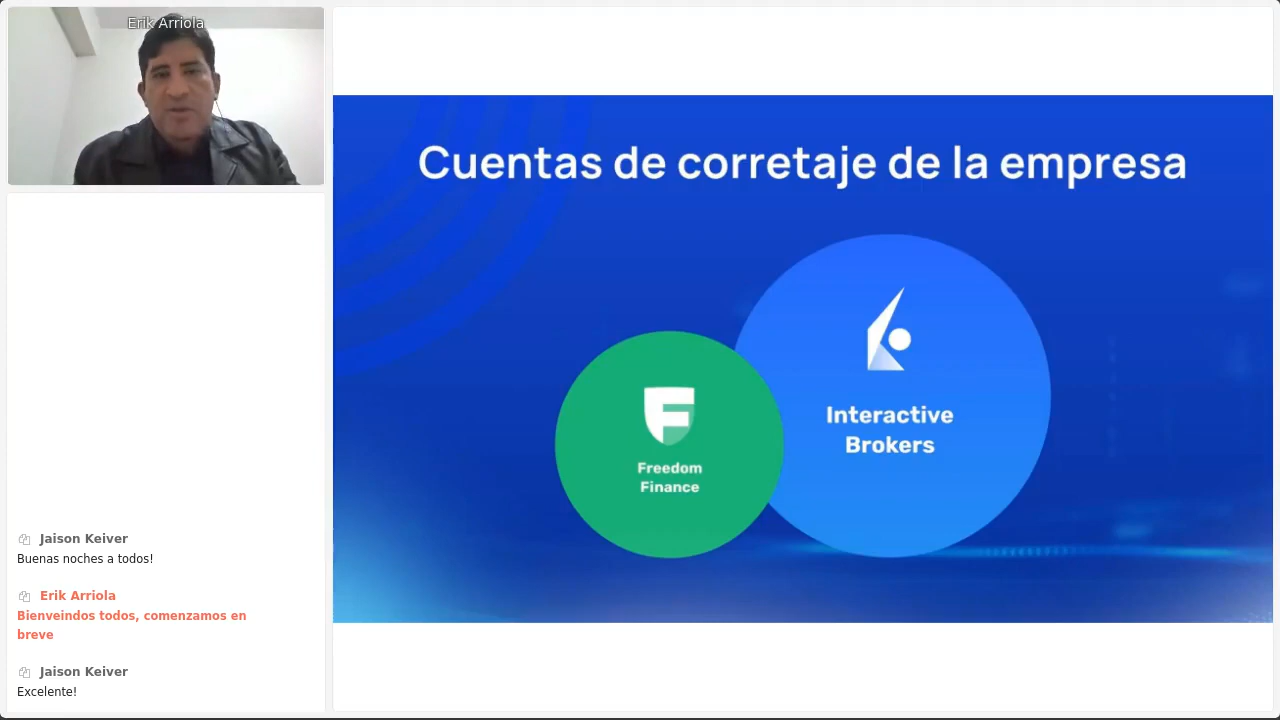 Erik Arriola
Cuentas de corretaje de la empresa
Interactive
Brokers
Freedom
Finance
Jaison Keiver
Buenas noches a todos!
Erik Arriola
Bienveindos todos, comenzamos en
breve
Jaison Keiver
Excelente!